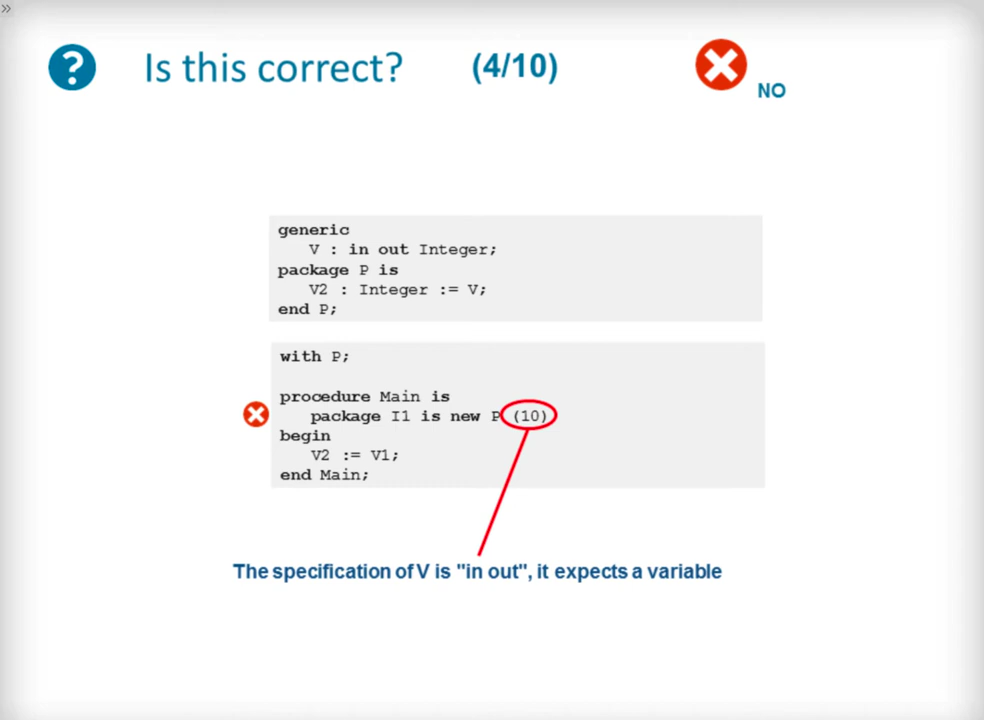 »
? Is this correct? (4/10) NO
generic
V : in out Integer;
package P is
V2 : Integer := V;
end P;
with P;
procedure Main is
package I1 is new P (10)
begin
V2 := V1;
end Main;
The specification of V is "in out", it expects a variable